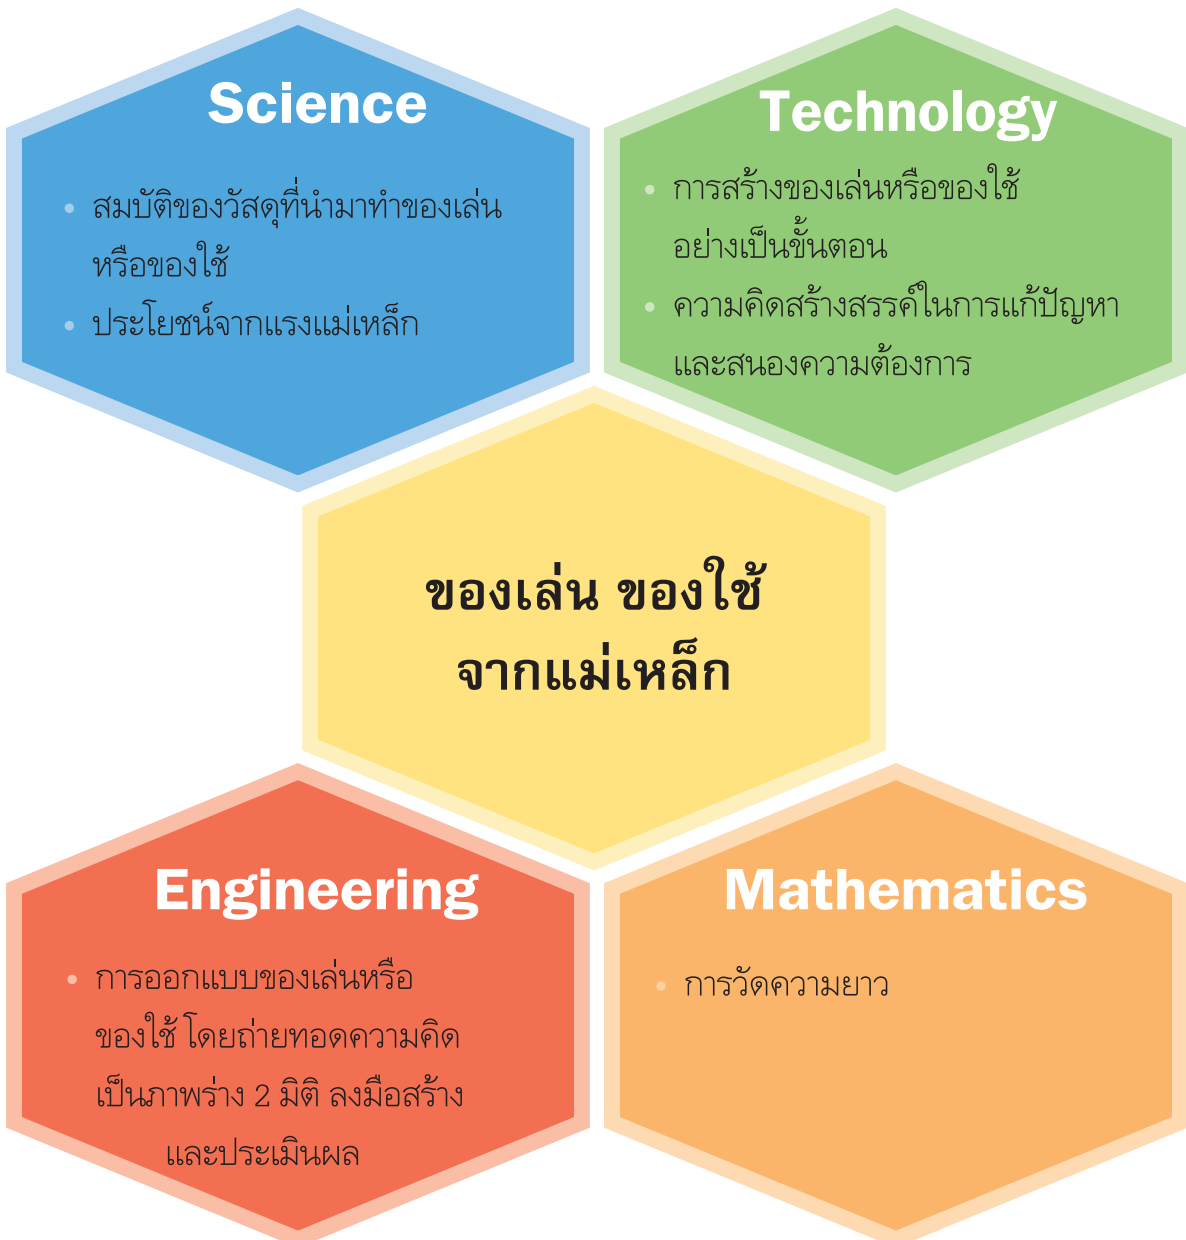 Science
• สมบัติของวัสดุที่นำมาทำของเล่น
หรือของใช้
• ประโยชน์จากแรงแม่เหล็ก
Technology
• การสร้างของเล่นหรือของใช้
อย่างเป็นขั้นตอน
• ความคิดสร้างสรรค์ในการแก้ปัญหา
และสนองความต้องการ
ของเล่น ของใช้
จากแม่เหล็ก
Engineering
• การออกแบบของเล่นหรือ
ของใช้ โดยถ่ายทอดความคิด
เป็นภาพร่าง 2 มิติ ลงมือสร้าง
และประเมินผล
Mathematics
• การวัดความยาว